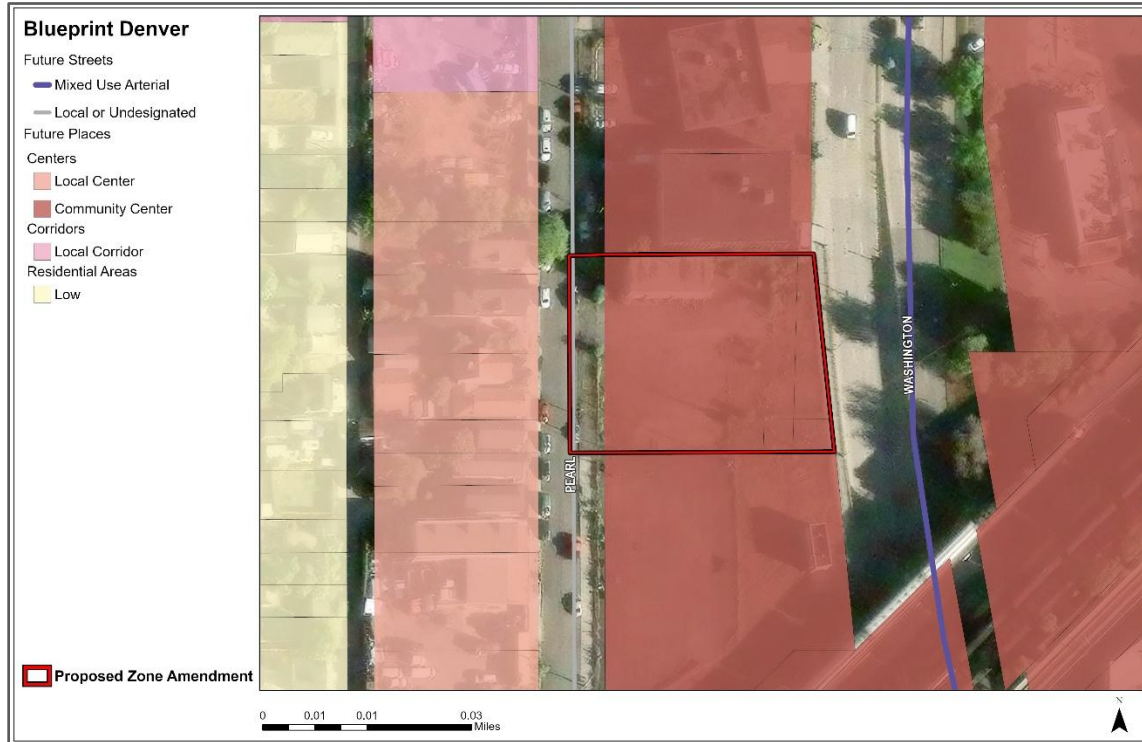 Blueprint Denver
Future Streets
Mixed Use Arterial
Local or Undesignated
Future Places
Centers
Local Center
Community Center
Corridors
Local Corridor
Residential Areas
Low
Proposed Zone Amendment
PEARL
WASHINGTON
0 0.01 0.01 0.03
Miles
N